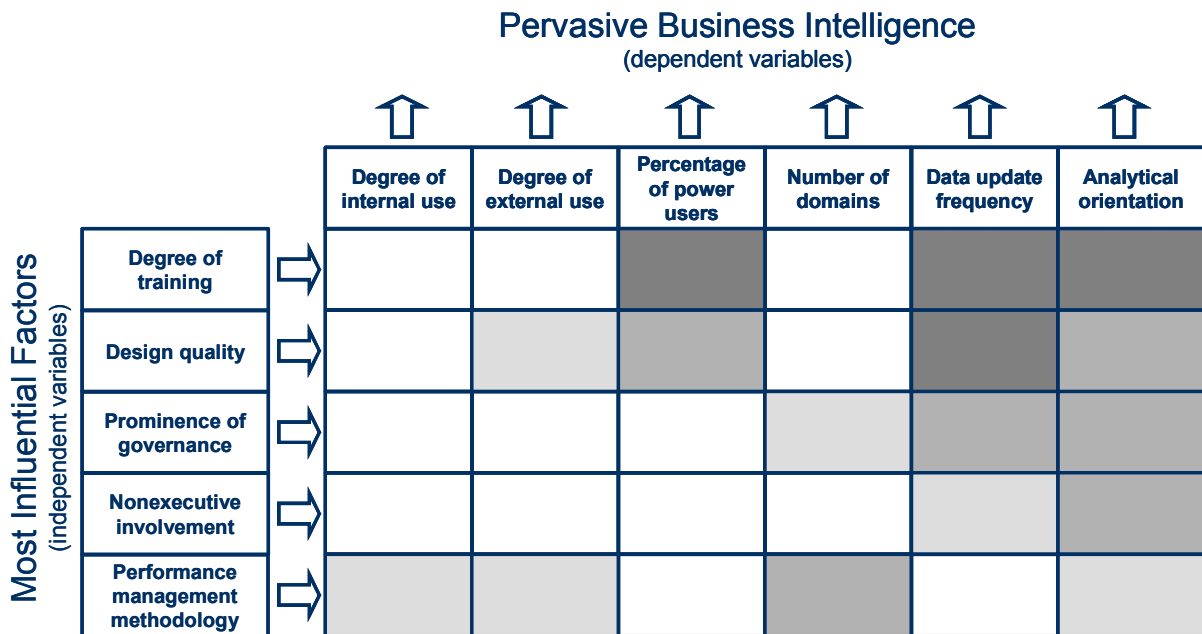 Pervasive Business Intelligence
(dependent variables)
Degree of
internal use
Degree of
external use
Percentage
of power
users
Number of
domains
Data update
frequency
Analytical
orientation
Most Influential Factors
(independent variables)
Degree of
training
Design quality
Prominence of
governance
Nonexecutive
involvement
Performance
management
methodology